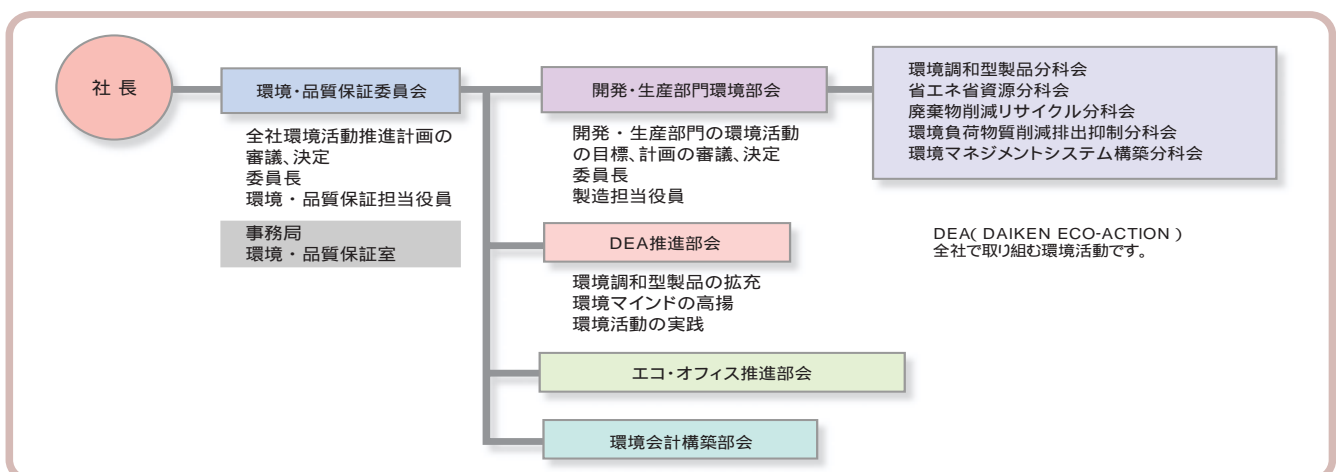 社 長
環境・品質保証委員会
全社環境活動推進計画の
審議、決定
委員長
環境・品質保証担当役員
事務局
環境・品質保証室
開発・生産部門環境部会
開発・生産部門の環境活動
の目標、計画の審議、決定
委員長
製造担当役員
DEA推進部会
環境調和型製品の拡充
環境マインドの高揚
環境活動の実践
エコ・オフィス推進部会
環境会計構築部会
環境調和型製品分科会
省エネ省資源分科会
廃棄物削減リサイクル分科会
環境負荷物質削減排出抑制分科会
環境マネジメントシステム構築分科会
DEA( DAIKEN ECO-ACTION )
全社で取り組む環境活動です。